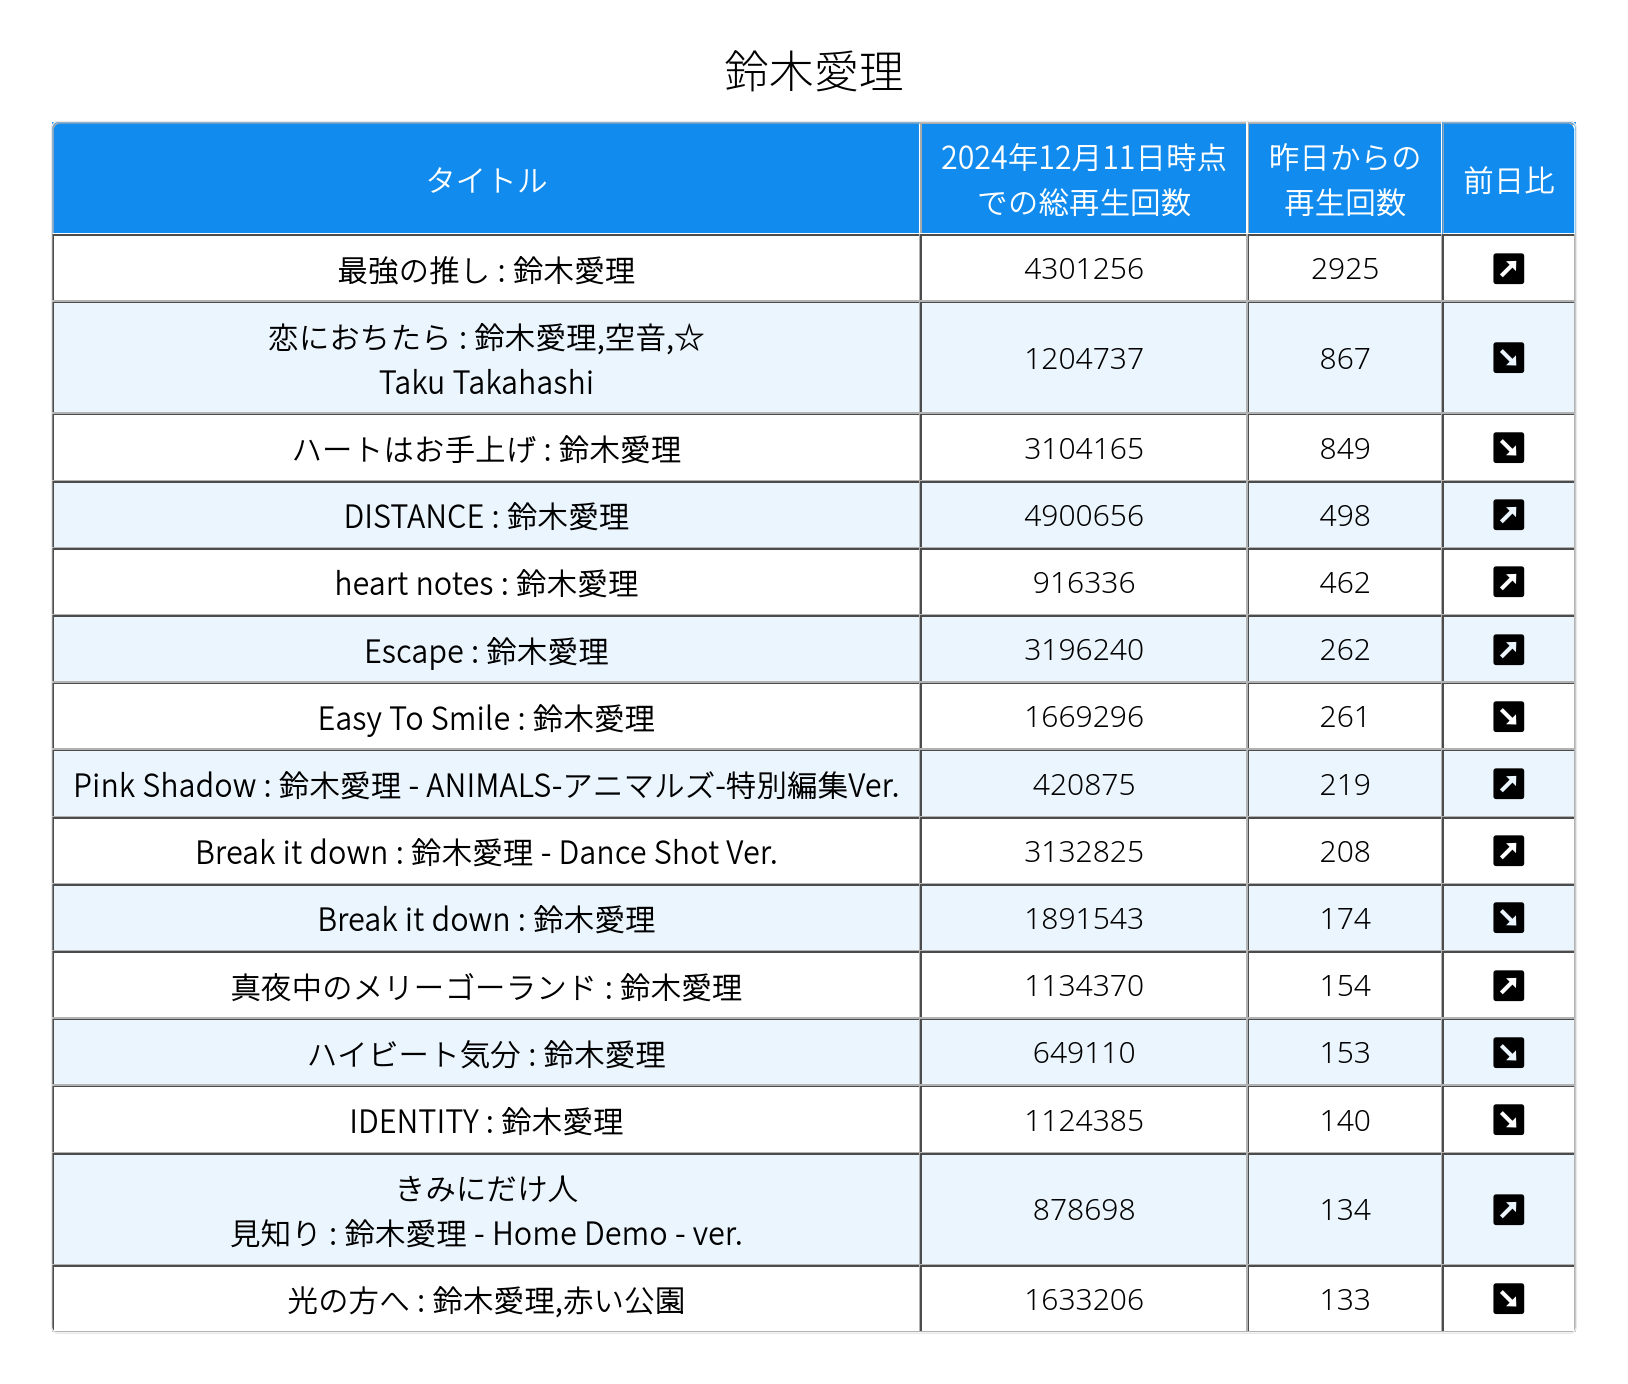 鈴木愛理
タイトル
2024年12月11日時点
での総再生回数
昨日からの
再生回数
前日比
最強の推し : 鈴木愛理 4301256 2925
恋におちたら : 鈴木愛理,空音,☆
Taku Takahashi
1204737 867
ハートはお手上げ : 鈴木愛理 3104165 849
DISTANCE : 鈴木愛理 4900656 498
heart notes : 鈴木愛理 916336 462
Escape : 鈴木愛理 3196240 262
Easy To Smile : 鈴木愛理 1669296 261
Pink Shadow : 鈴木愛理 - ANIMALS-アニマルズ-特別編集Ver. 420875 219
Break it down : 鈴木愛理 - Dance Shot Ver. 3132825 208
Break it down : 鈴木愛理 1891543 174
真夜中のメリーゴーランド : 鈴木愛理 1134370 154
ハイビート気分 : 鈴木愛理 649110 153
IDENTITY : 鈴木愛理 1124385 140
きみにだけ人
見知り : 鈴木愛理 - Home Demo - ver.
878698 134
光の方へ : 鈴木愛理,赤い公園 1633206 133